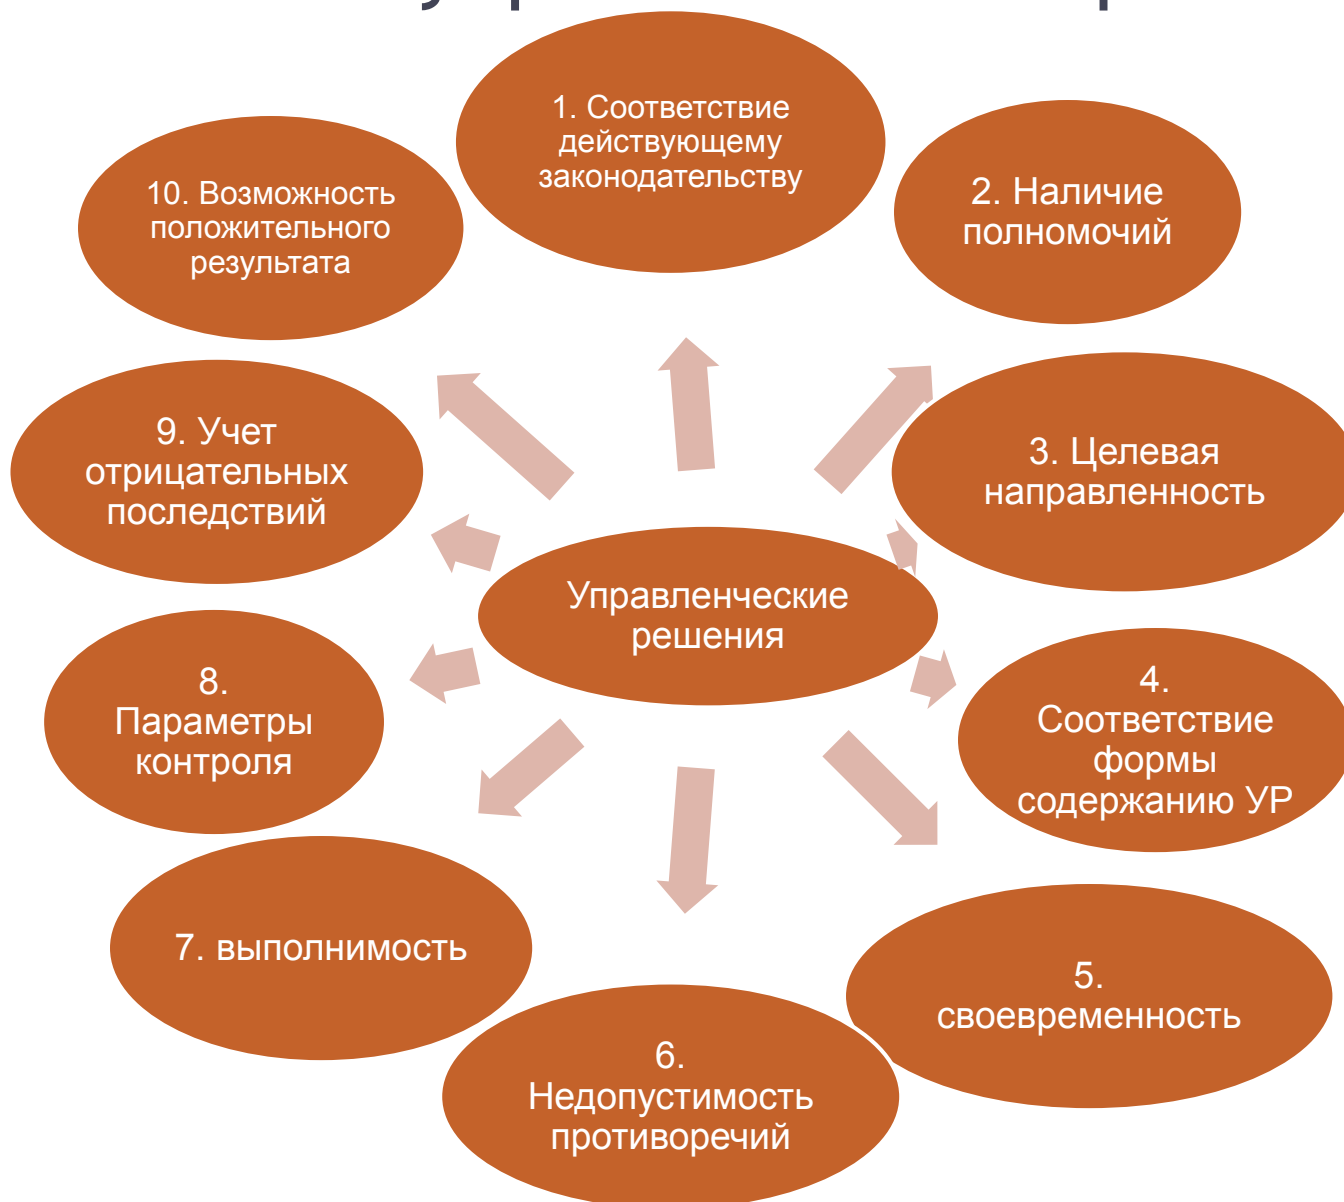 1. Соответствие
действующему
законодательству
2. Наличие
полномочий
3. Целевая
направленность
4.
Соответствие
формы
содержанию УР
5.
своевременность
6.
Недопустимость
противоречий
7. выполнимость
8.
Параметры
контроля
9. Учет
отрицательных
последствий
10. Возможность
положительного
результата
Управленческие
решения